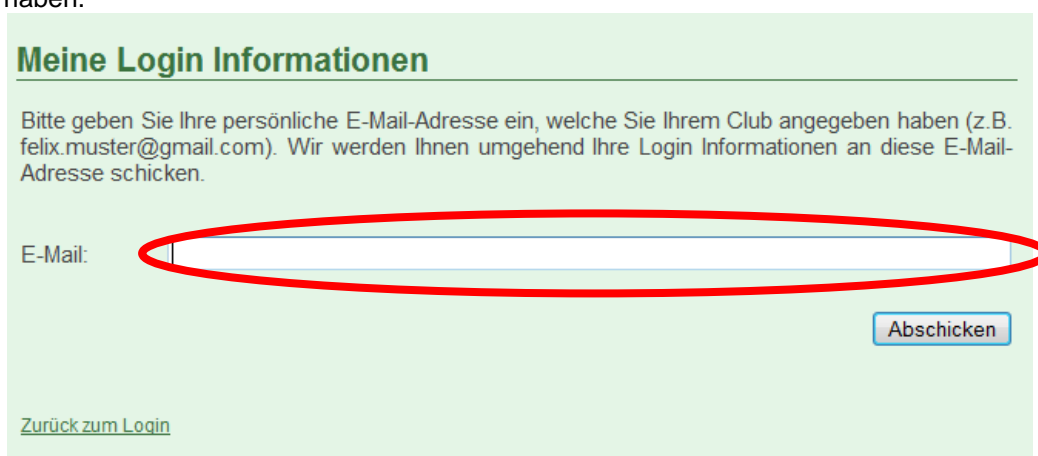 haben.
Meine Login Informationen
Bitte geben Sie Ihre persönliche E-Mail-Adresse ein, welche Sie Ihrem Club angegeben haben (z.B.
felix.muster@gmail.com). Wir werden Ihnen umgehend Ihre Login Informationen an diese E-Mail-
Adresse schicken.
E-Mail:
Abschicken
Zurück zum Login